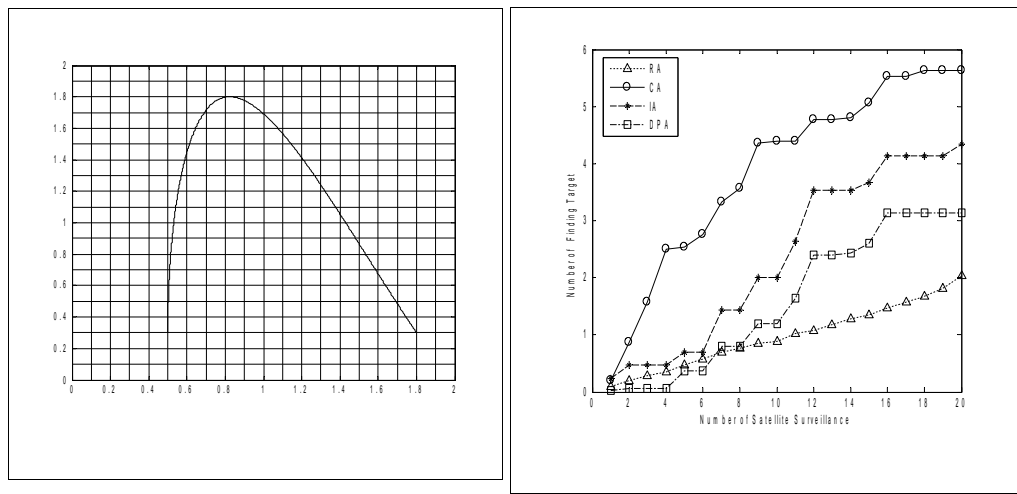 2
1.8
1.6
1.4
1.2
1
0.8
0.6
0.4
0.2
0
0 0.2 0.4 0.6 0.8 1 1.2 1.4 1.6 1.8 2
6
5
4
3
2
1
0
RA
CA
IA
DPA
Number of Finding Target
0 2 4 6 8 10 12 14 16 18 20
Number of Satellite Surveillance